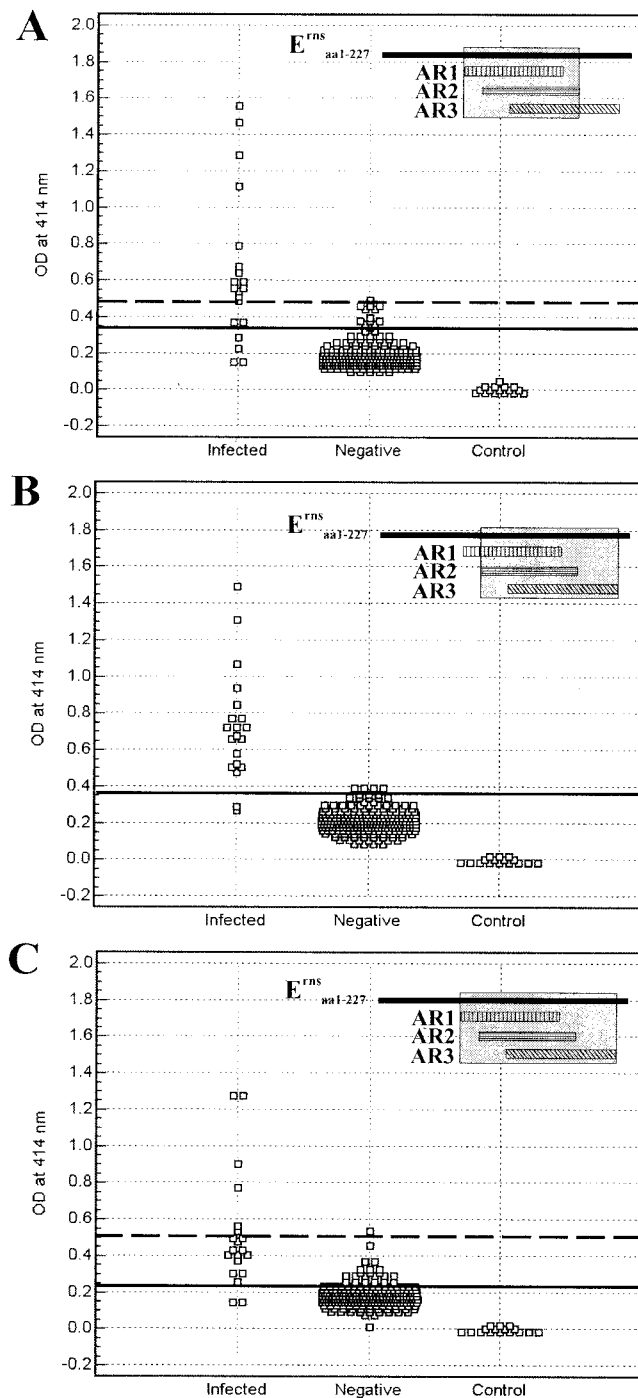 A
E^rns aa1-227
AR1
AR2
AR3
2.0
1.8
1.6
1.4
1.2
1.0
0.8
0.6
0.4
0.2
0.0
-0.2
OD at 414 nm
Infected Negative Control
B
E^rns aa1-227
AR1
AR2
AR3
2.0
1.8
1.6
1.4
1.2
1.0
0.8
0.6
0.4
0.2
0.0
-0.2
OD at 414 nm
Infected Negative Control
C
E^rns aa1-227
AR1
AR2
AR3
2.0
1.8
1.6
1.4
1.2
1.0
0.8
0.6
0.4
0.2
0.0
-0.2
OD at 414 nm
Infected Negative Control